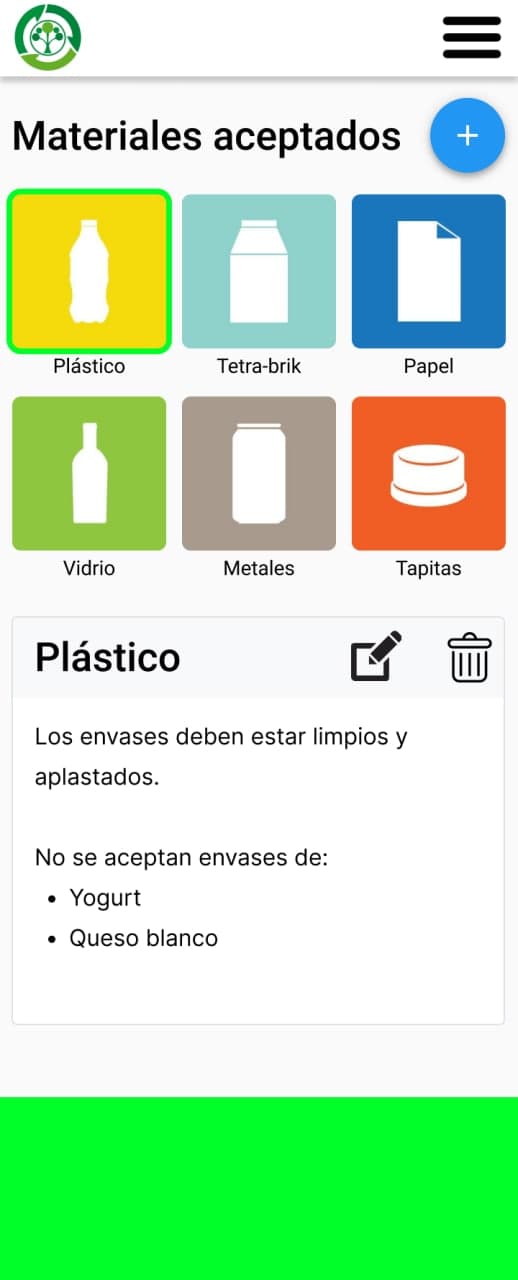 Materiales aceptados
Plástico
Tetra-brik
Papel
Vidrio
Metales
Tapitas
Plástico
Los envases deben estar limpios y
aplastados.
No se aceptan envases de:
• Yogurt
• Queso blanco